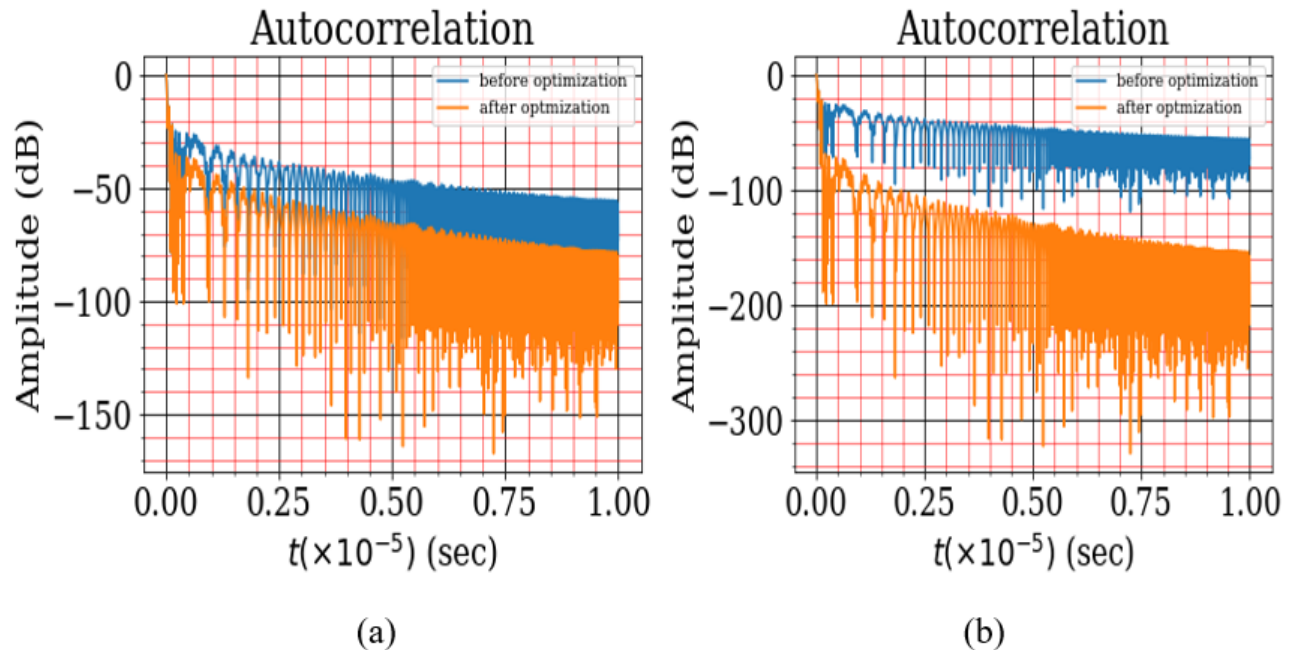 Autocorrelation
before optimization
after optmization
Amplitude (dB)
0
−50
−100
−150
0.00 0.25 0.50 0.75 1.00
t(×10⁻⁵) (sec)
(a)
Autocorrelation
before optimization
after optmization
Amplitude (dB)
0
−100
−200
−300
0.00 0.25 0.50 0.75 1.00
t(×10⁻⁵) (sec)
(b)